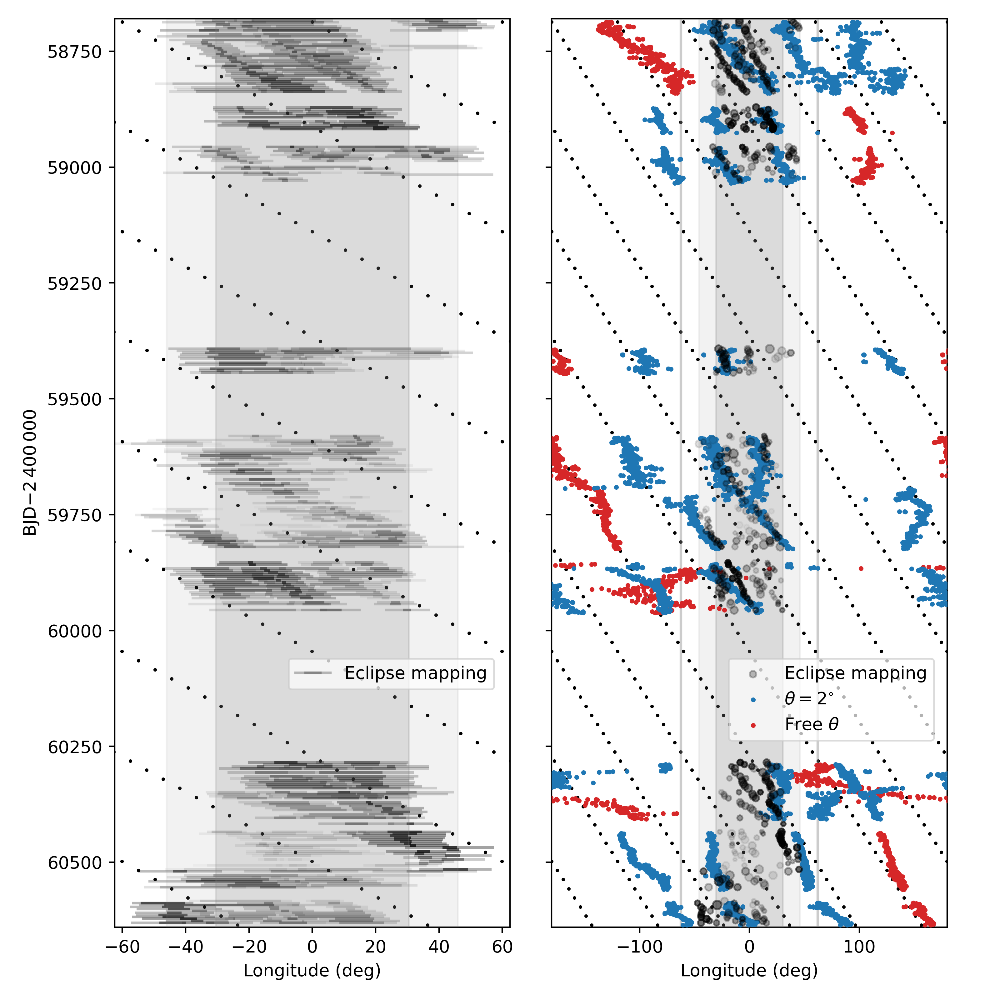 58750
59000
59250
59500
59750
60000
60250
60500
BJD−2 400 000
−60 −40 −20 0 20 40 60
Longitude (deg)
Eclipse mapping
−100 0 100
Longitude (deg)
Eclipse mapping
θ = 2°
Free θ